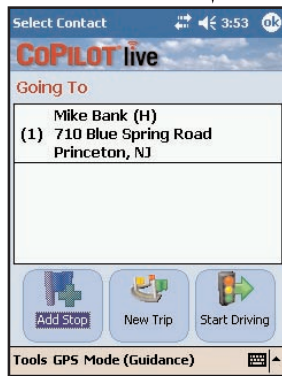 Select Contact 3:53 ok
CoPILOT live
Going To
Mike Bank (H)
(1) 710 Blue Spring Road
Princeton, NJ
Add Stop New Trip Start Driving
Tools GPS Mode (Guidance)